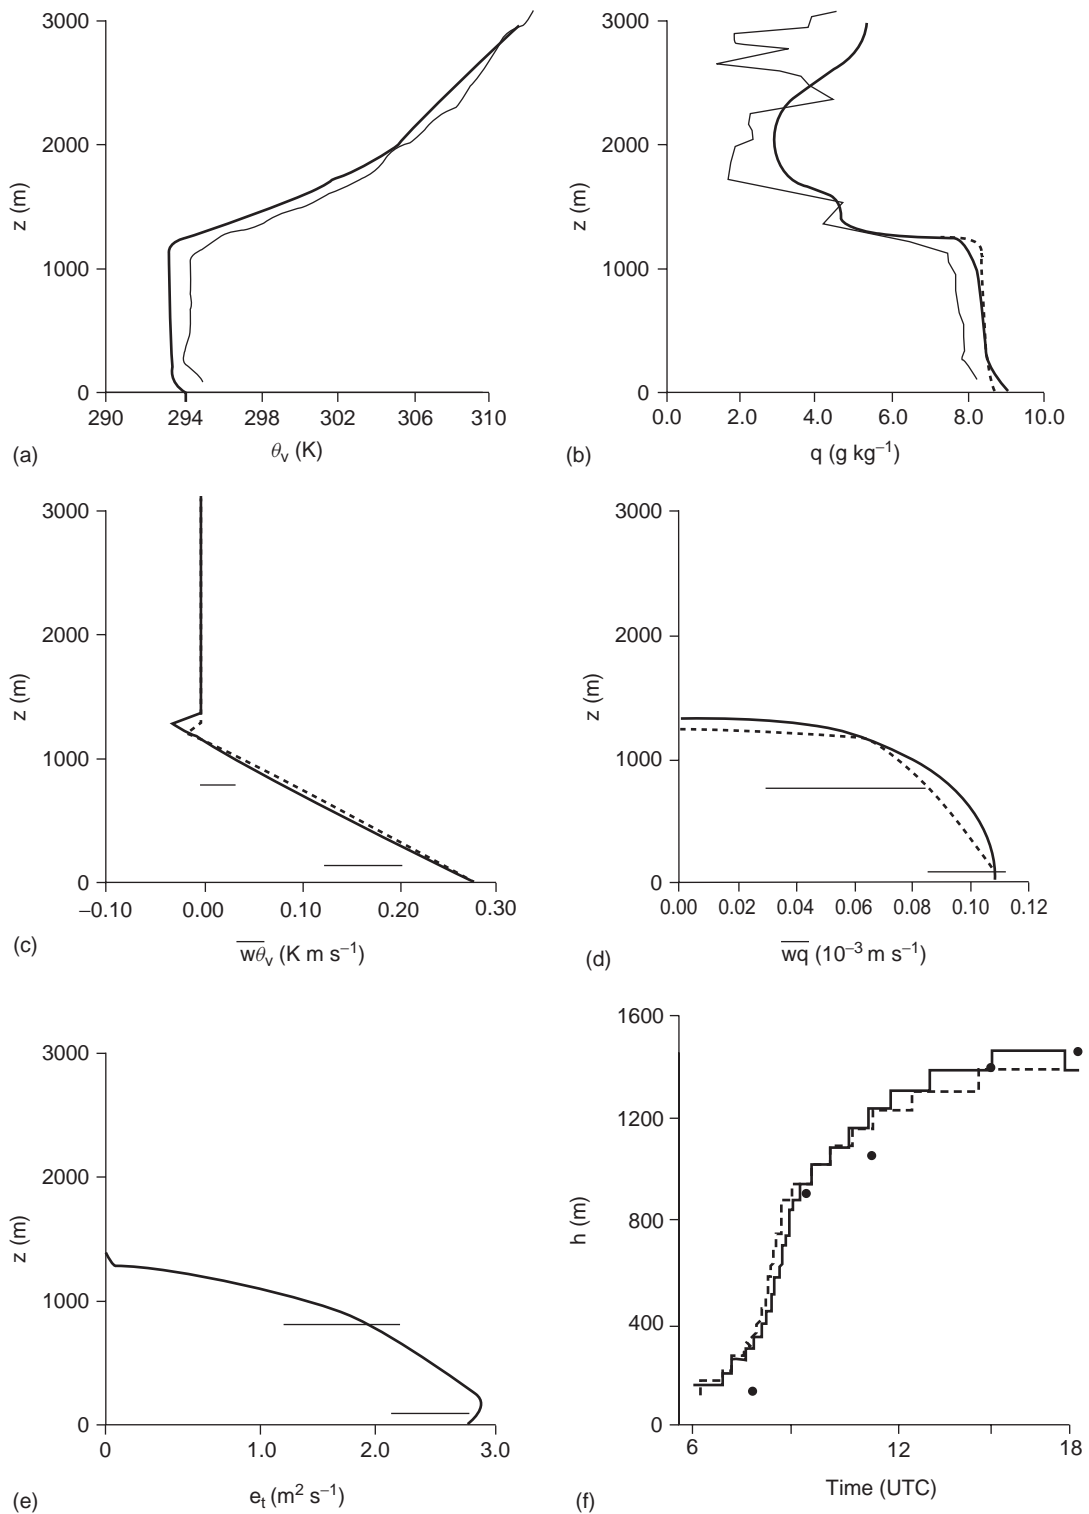 3000
2000
z (m)
1000
0
290 294 298 302 306 310
θv (K)
(a)
3000
2000
z (m)
1000
0
0.0 2.0 4.0 6.0 8.0 10.0
q (g kg–1)
(b)
3000
2000
z (m)
1000
0
–0.10 0.00 0.10 0.20 0.30
wθv (K m s–1)
(c)
3000
2000
z (m)
1000
0
0.00 0.02 0.04 0.06 0.08 0.10 0.12
wq (10–3 m s–1)
(d)
3000
2000
z (m)
1000
0
0 1.0 2.0 3.0
et (m2 s–1)
(e)
1600
1200
h (m)
800
400
0
6 12 18
Time (UTC)
(f)